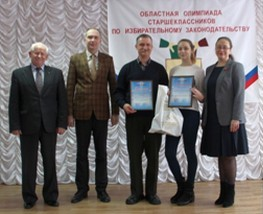 ОБЛАСТНАЯ ОЛИМПИАДА
СТАРШЕКЛАССНИКОВ
ПО ИЗБИРАТЕЛЬНОМУ ЗАКОНОДАТЕЛЬСТВУ